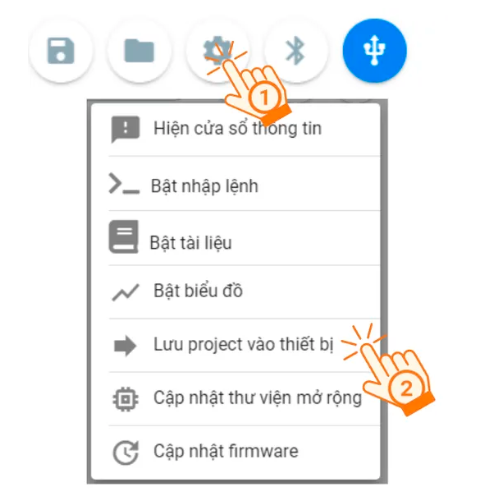 1
Hiện cửa sổ thông tin
Bật nhập lệnh
Bật tài liệu
Bật biểu đồ
Lưu project vào thiết bị
Cập nhật thư viện mở rộng
2
Cập nhật firmware